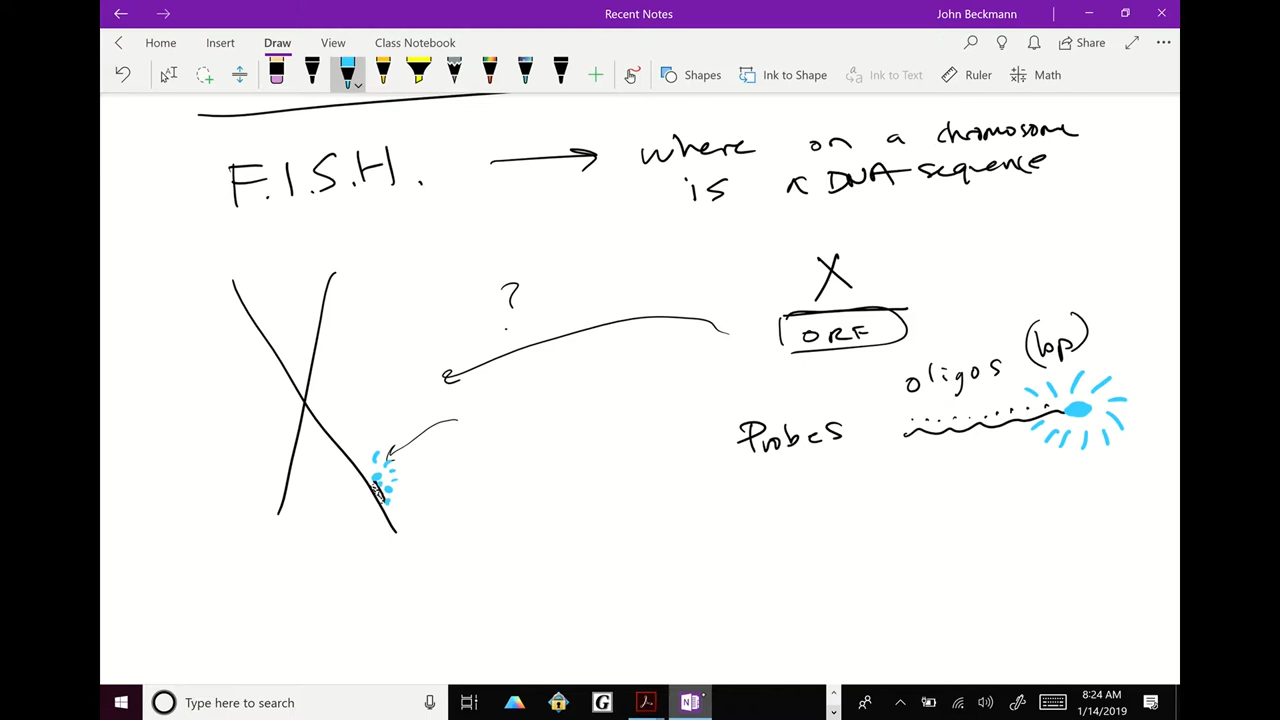 Recent Notes
John Beckmann
Home Insert Draw View Class Notebook
Share
Shapes Ink to Shape Ink to Text Ruler Math
F.I.S.H. where on a chromosome
is DNA sequence
?
X
ORF
oligos (bp)
Probes
Type here to search
8:24 AM
1/14/2019